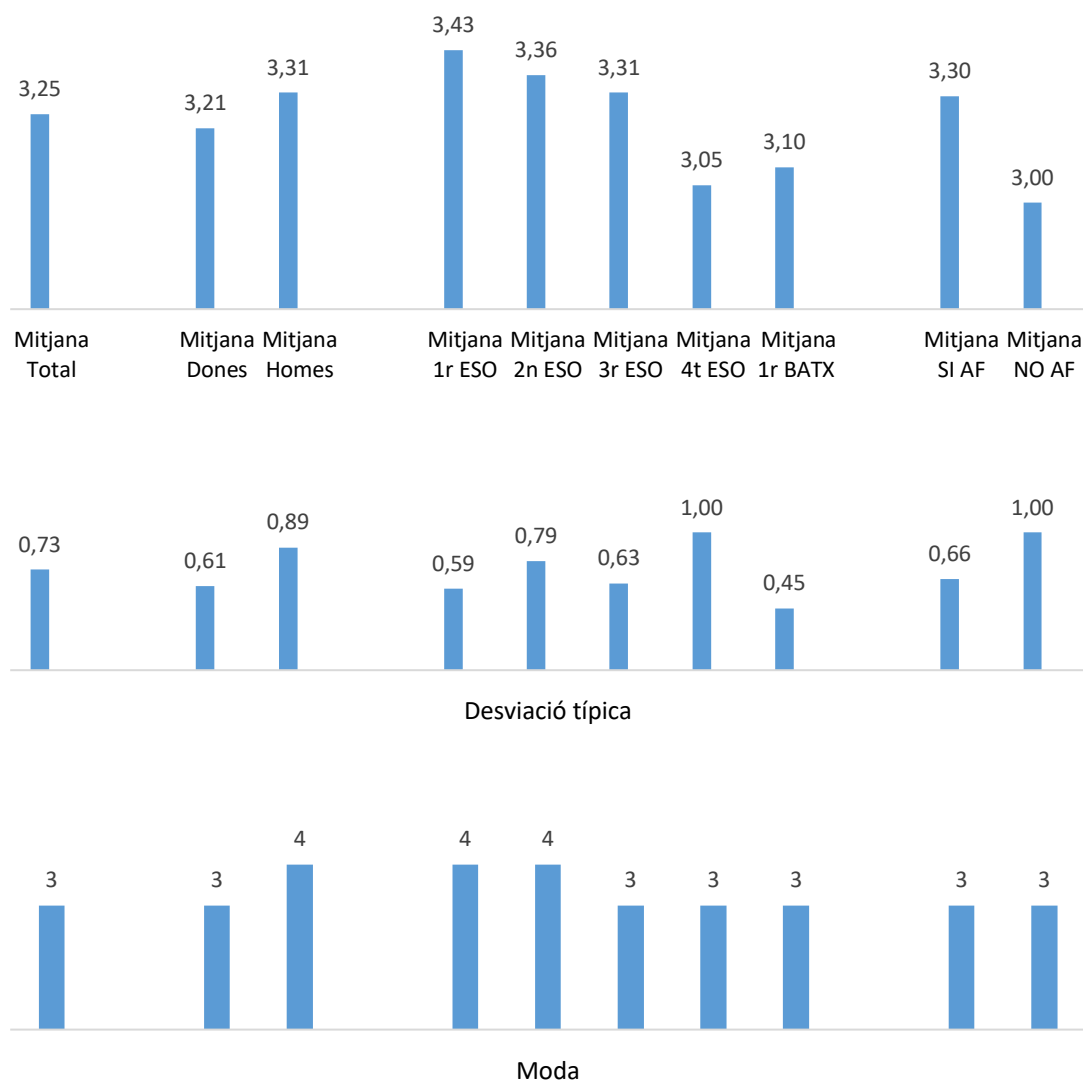 3,25 3,21 3,31 3,43 3,36 3,31 3,05 3,10 3,30 3,00
Mitjana Mitjana Mitjana Mitjana Mitjana Mitjana Mitjana Mitjana Mitjana Mitjana
Total Dones Homes 1r ESO 2n ESO 3r ESO 4t ESO 1r BATX SI AF NO AF
0,73 0,61 0,89 0,59 0,79 0,63 1,00 0,45 0,66 1,00
Desviació típica
3 3 4 4 4 3 3 3 3 3
Moda